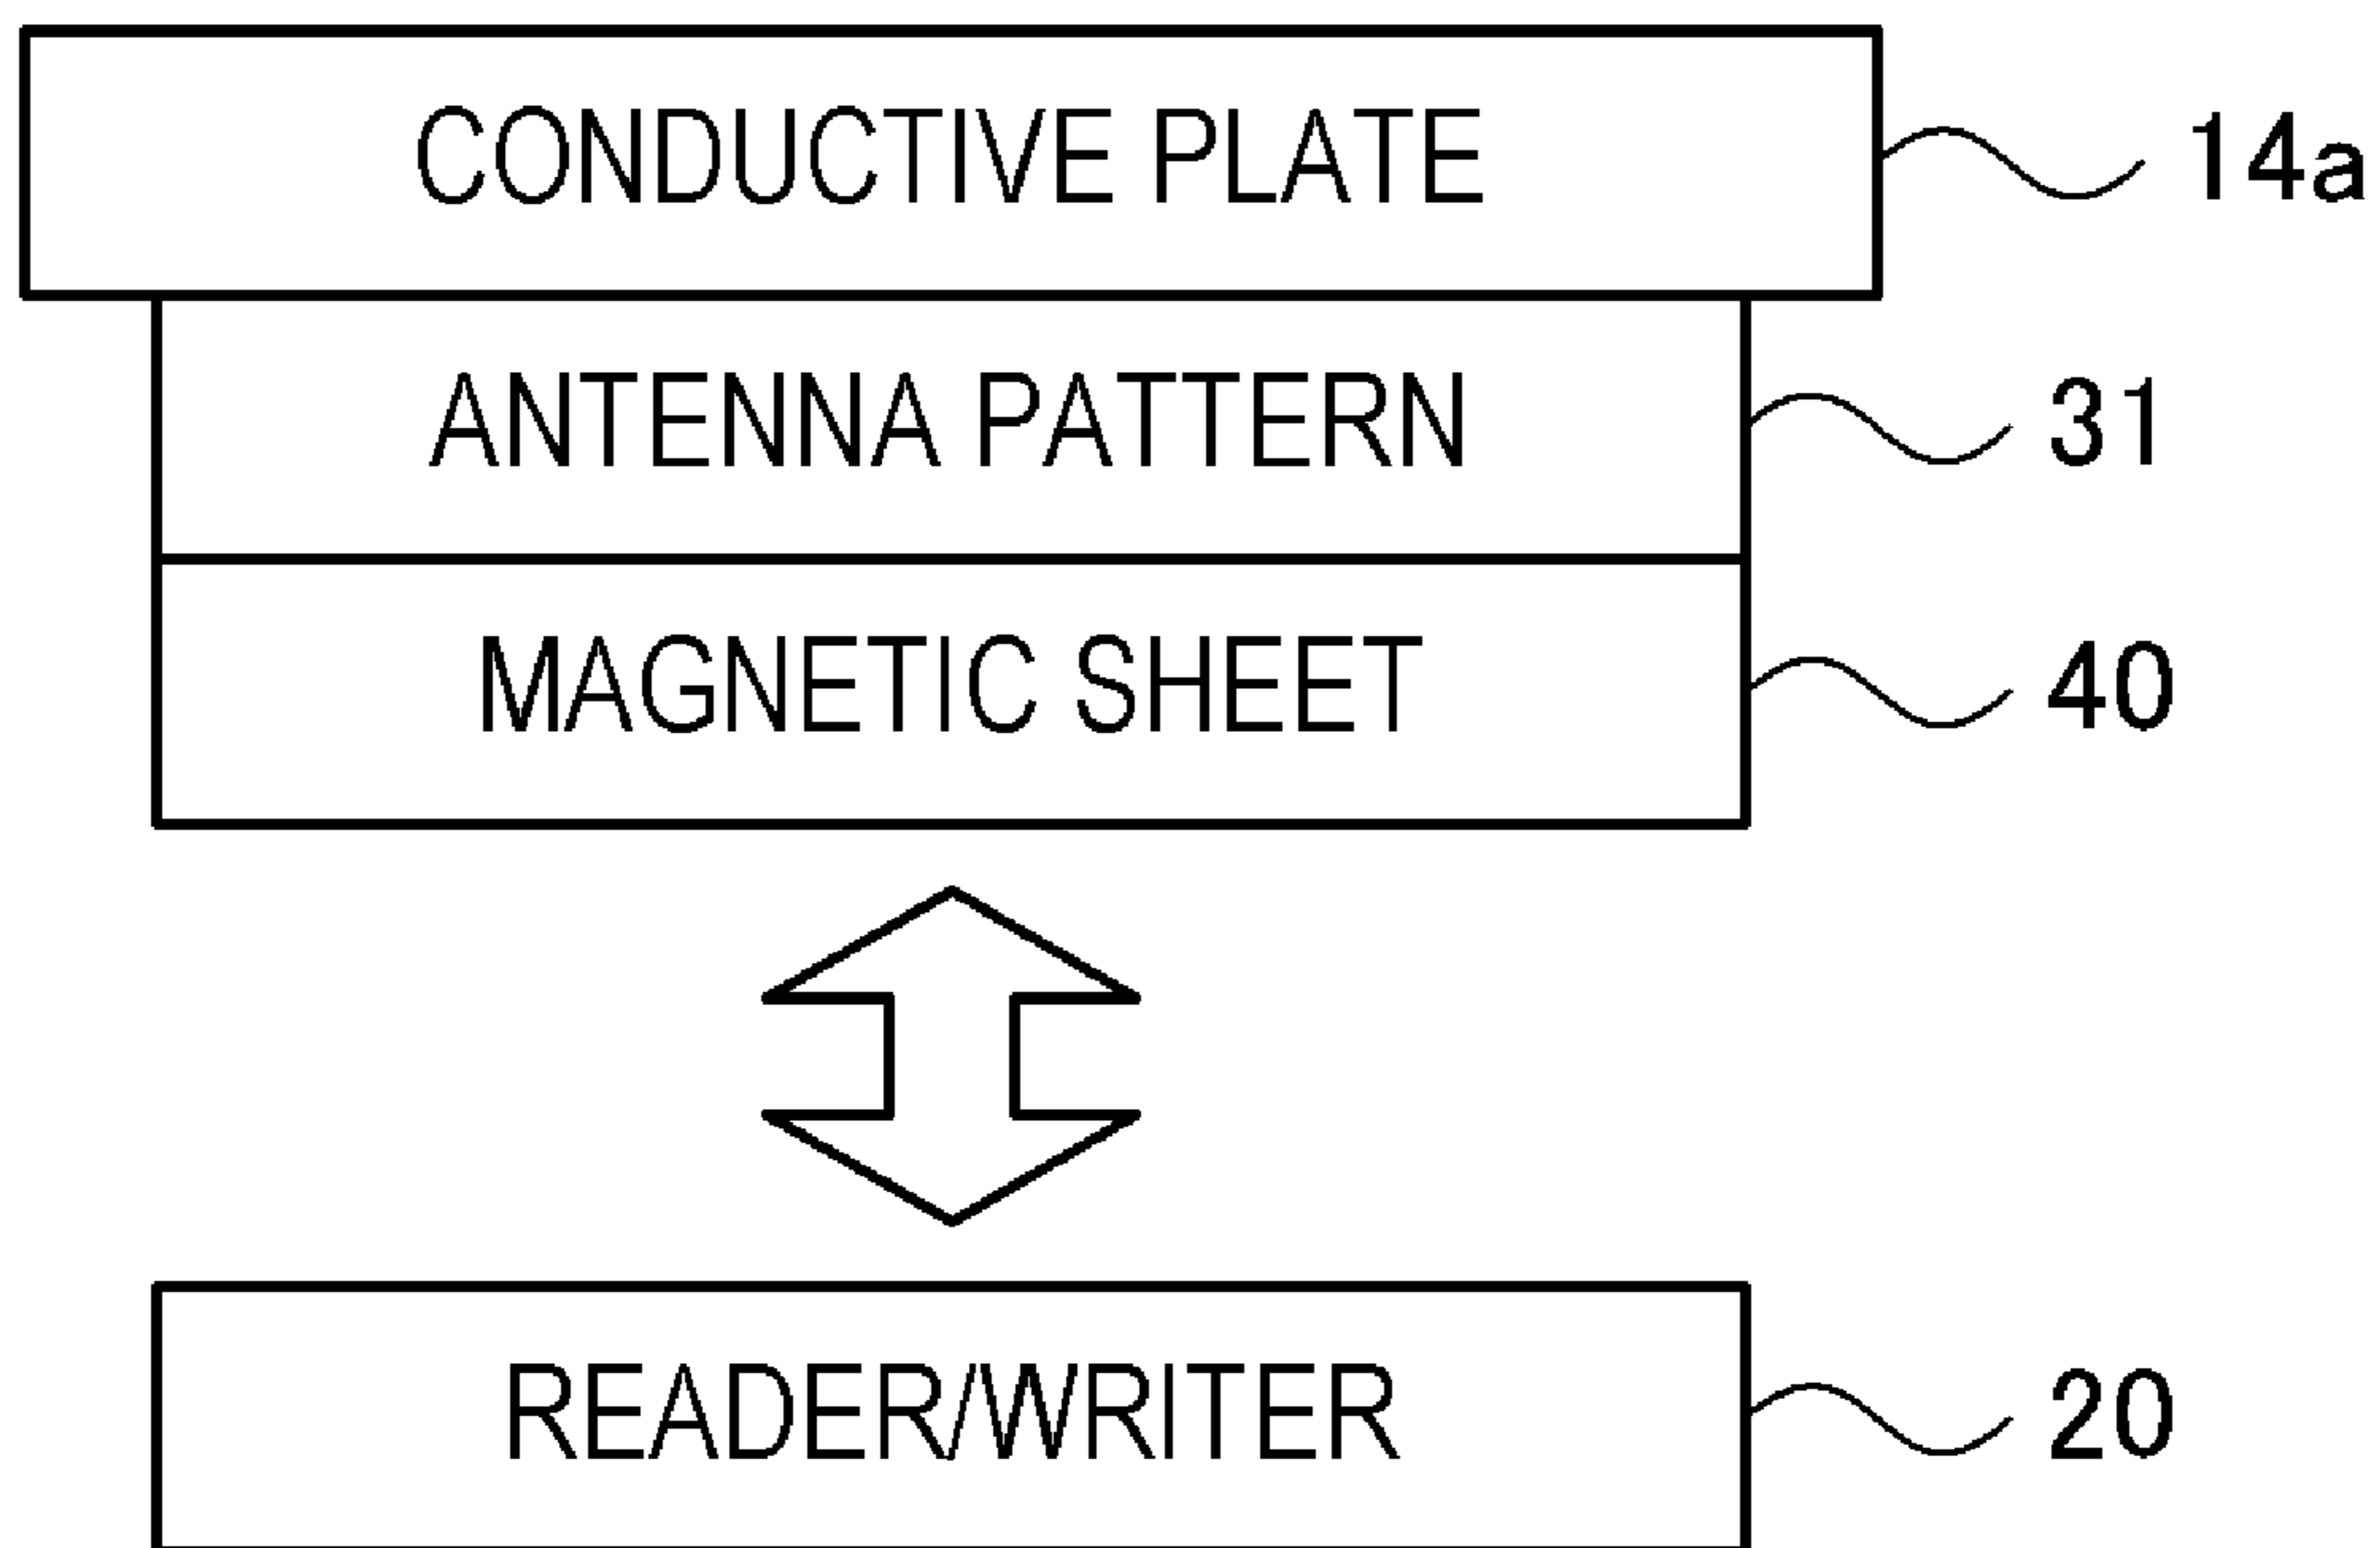 CONDUCTIVE PLATE 14a
ANTENNA PATTERN 31
MAGNETIC SHEET 40
READER/WRITER 20